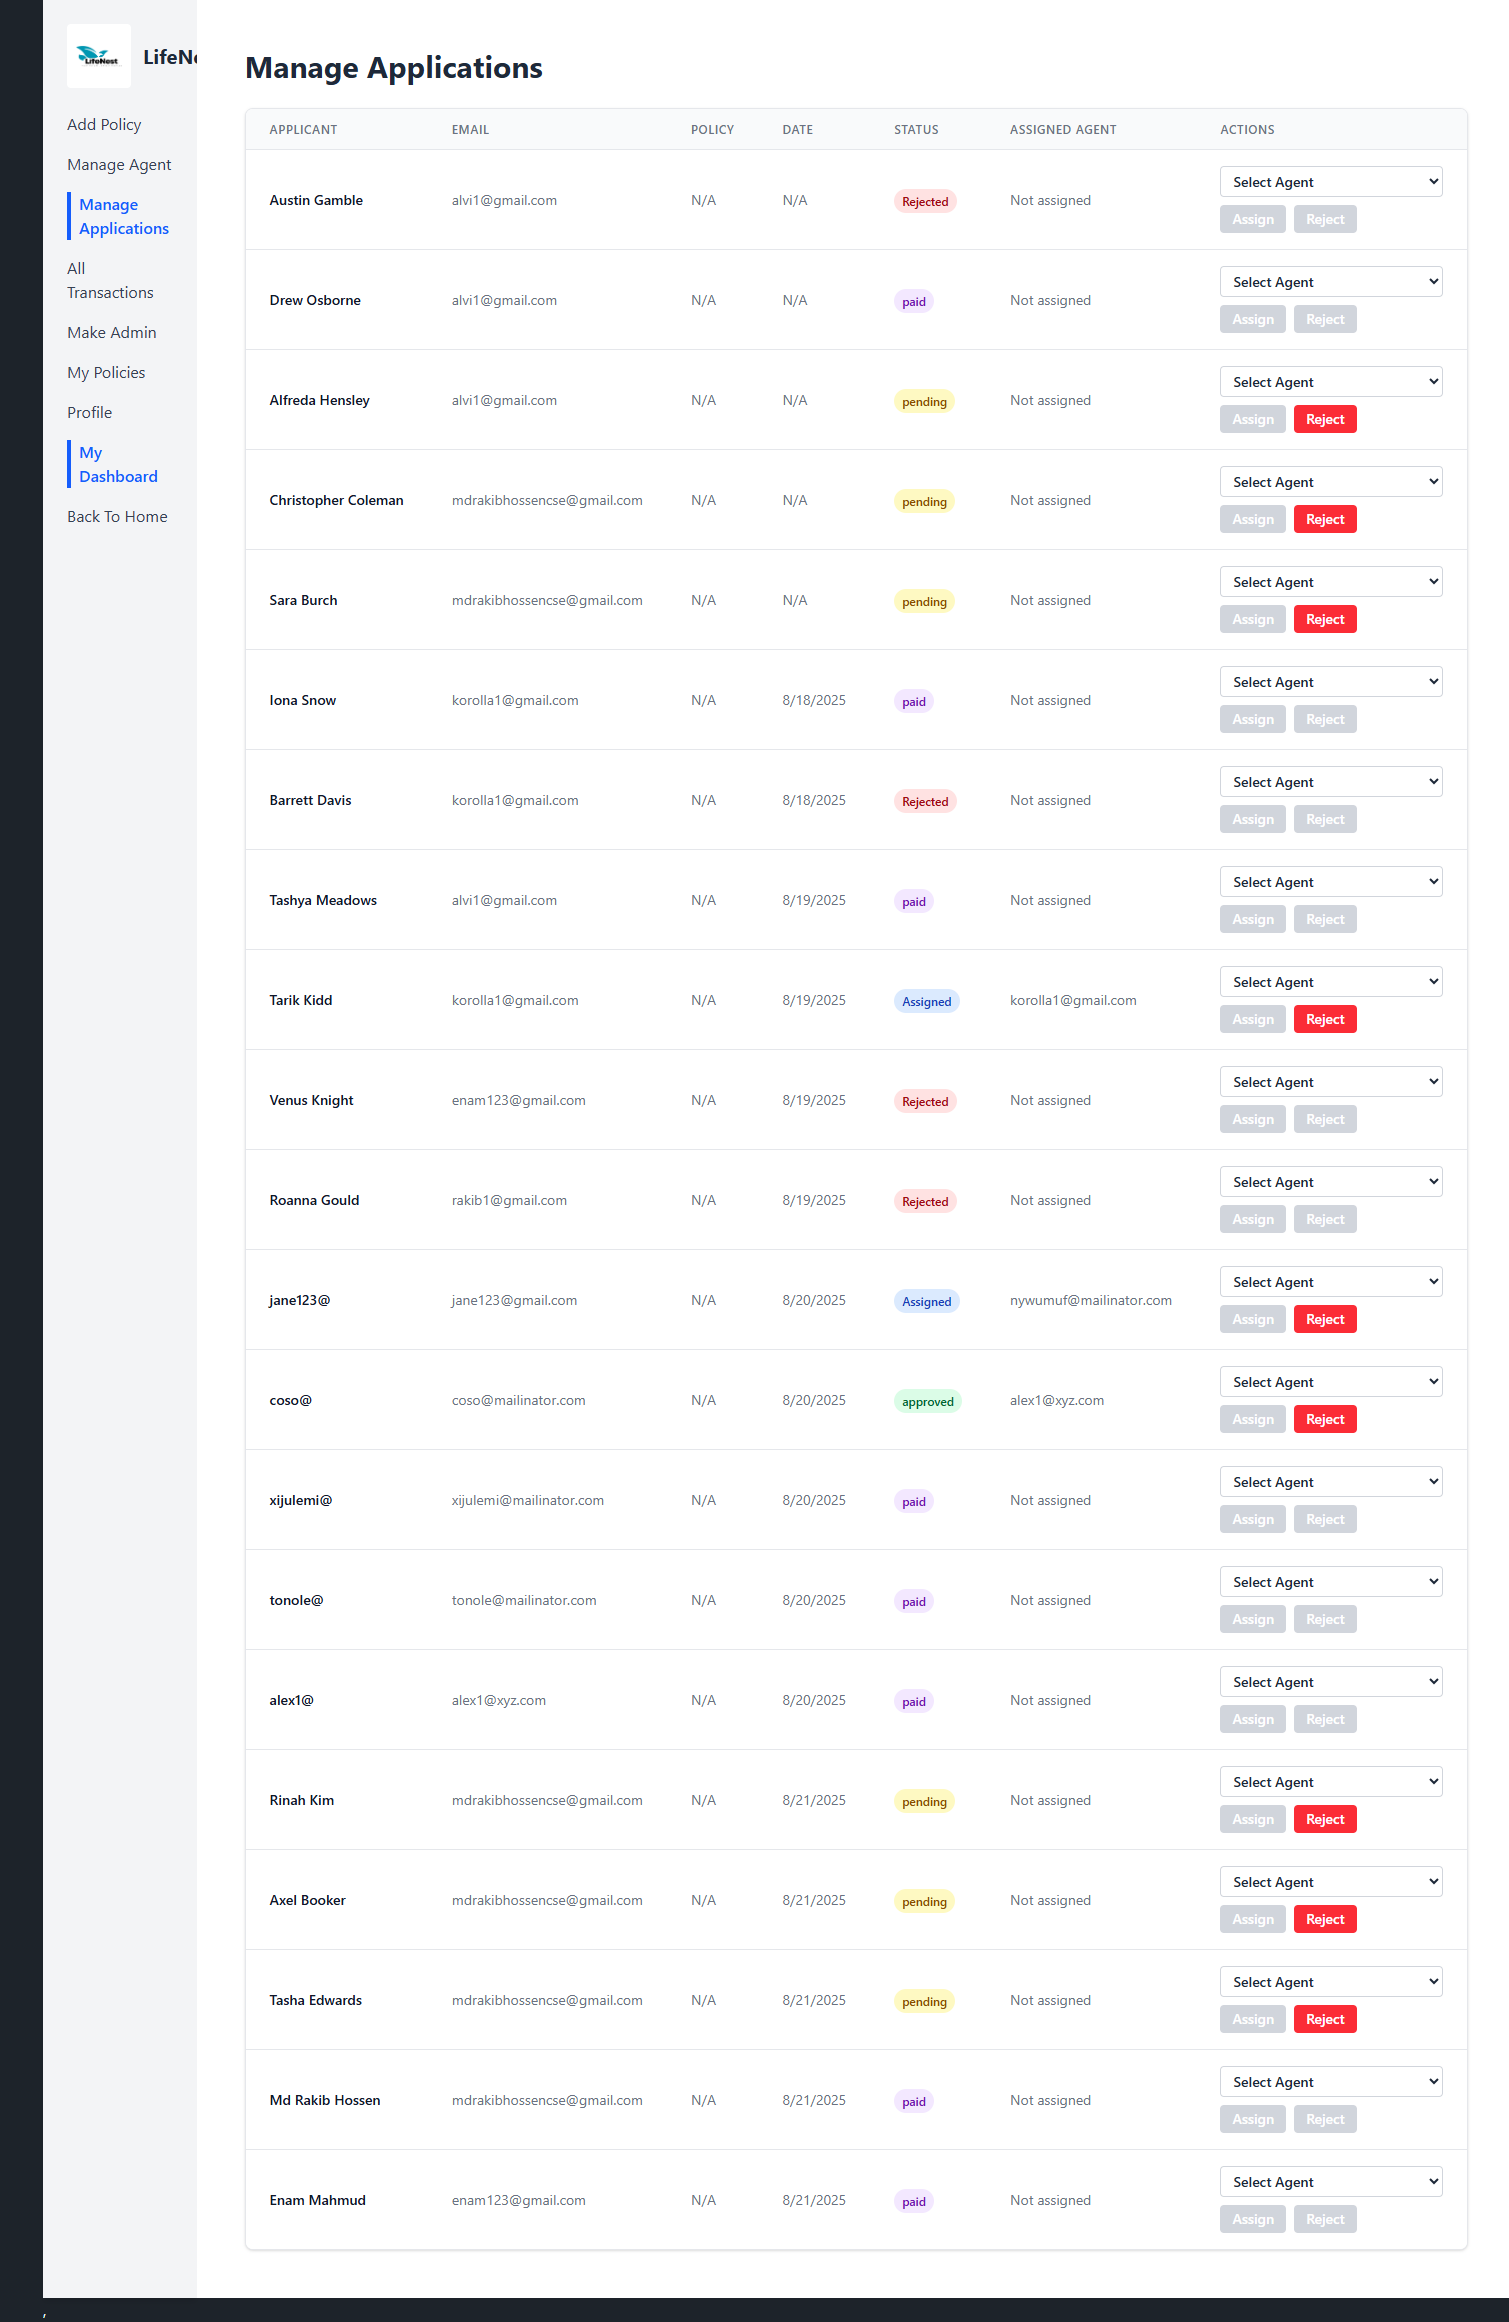 LifeNest
LifeNe
Add Policy
Manage Agent
Manage
Applications
All
Transactions
Make Admin
My Policies
Profile
My
Dashboard
Back To Home
Manage Applications
APPLICANT EMAIL POLICY DATE STATUS ASSIGNED AGENT ACTIONS
Austin Gamble alvi1@gmail.com N/A N/A Rejected Not assigned Select Agent
Assign Reject
Drew Osborne alvi1@gmail.com N/A N/A paid Not assigned Select Agent
Assign Reject
Alfreda Hensley alvi1@gmail.com N/A N/A pending Not assigned Select Agent
Assign Reject
Christopher Coleman mdrakibhossencse@gmail.com N/A N/A pending Not assigned Select Agent
Assign Reject
Sara Burch mdrakibhossencse@gmail.com N/A N/A pending Not assigned Select Agent
Assign Reject
Iona Snow korolla1@gmail.com N/A 8/18/2025 paid Not assigned Select Agent
Assign Reject
Barrett Davis korolla1@gmail.com N/A 8/18/2025 Rejected Not assigned Select Agent
Assign Reject
Tashya Meadows alvi1@gmail.com N/A 8/19/2025 paid Not assigned Select Agent
Assign Reject
Tarik Kidd korolla1@gmail.com N/A 8/19/2025 Assigned korolla1@gmail.com Select Agent
Assign Reject
Venus Knight enam123@gmail.com N/A 8/19/2025 Rejected Not assigned Select Agent
Assign Reject
Roanna Gould rakib1@gmail.com N/A 8/19/2025 Rejected Not assigned Select Agent
Assign Reject
jane123@ jane123@gmail.com N/A 8/20/2025 Assigned nywumuf@mailinator.com Select Agent
Assign Reject
coso@ coso@mailinator.com N/A 8/20/2025 approved alex1@xyz.com Select Agent
Assign Reject
xijulemi@ xijulemi@mailinator.com N/A 8/20/2025 paid Not assigned Select Agent
Assign Reject
tonole@ tonole@mailinator.com N/A 8/20/2025 paid Not assigned Select Agent
Assign Reject
alex1@ alex1@xyz.com N/A 8/20/2025 paid Not assigned Select Agent
Assign Reject
Rinah Kim mdrakibhossencse@gmail.com N/A 8/21/2025 pending Not assigned Select Agent
Assign Reject
Axel Booker mdrakibhossencse@gmail.com N/A 8/21/2025 pending Not assigned Select Agent
Assign Reject
Tasha Edwards mdrakibhossencse@gmail.com N/A 8/21/2025 pending Not assigned Select Agent
Assign Reject
Md Rakib Hossen mdrakibhossencse@gmail.com N/A 8/21/2025 paid Not assigned Select Agent
Assign Reject
Enam Mahmud enam123@gmail.com N/A 8/21/2025 paid Not assigned Select Agent
Assign Reject
,